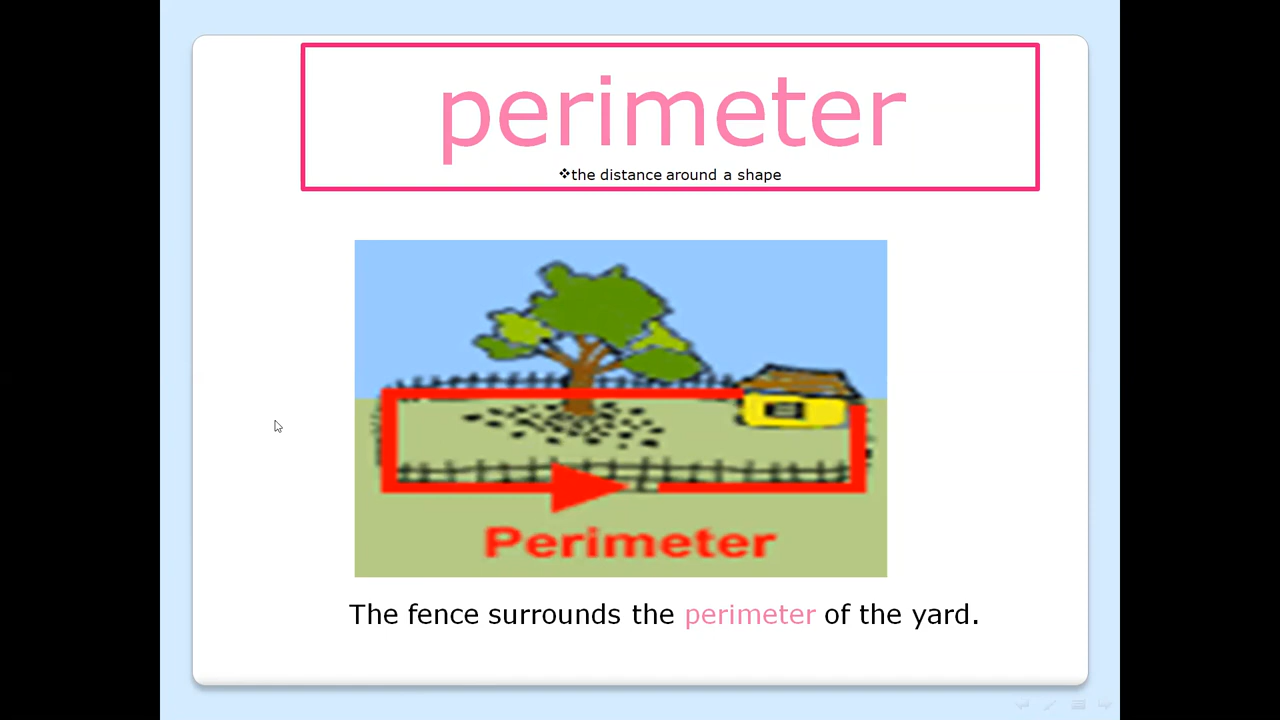 perimeter
❖the distance around a shape
Perimeter
The fence surrounds the perimeter of the yard.